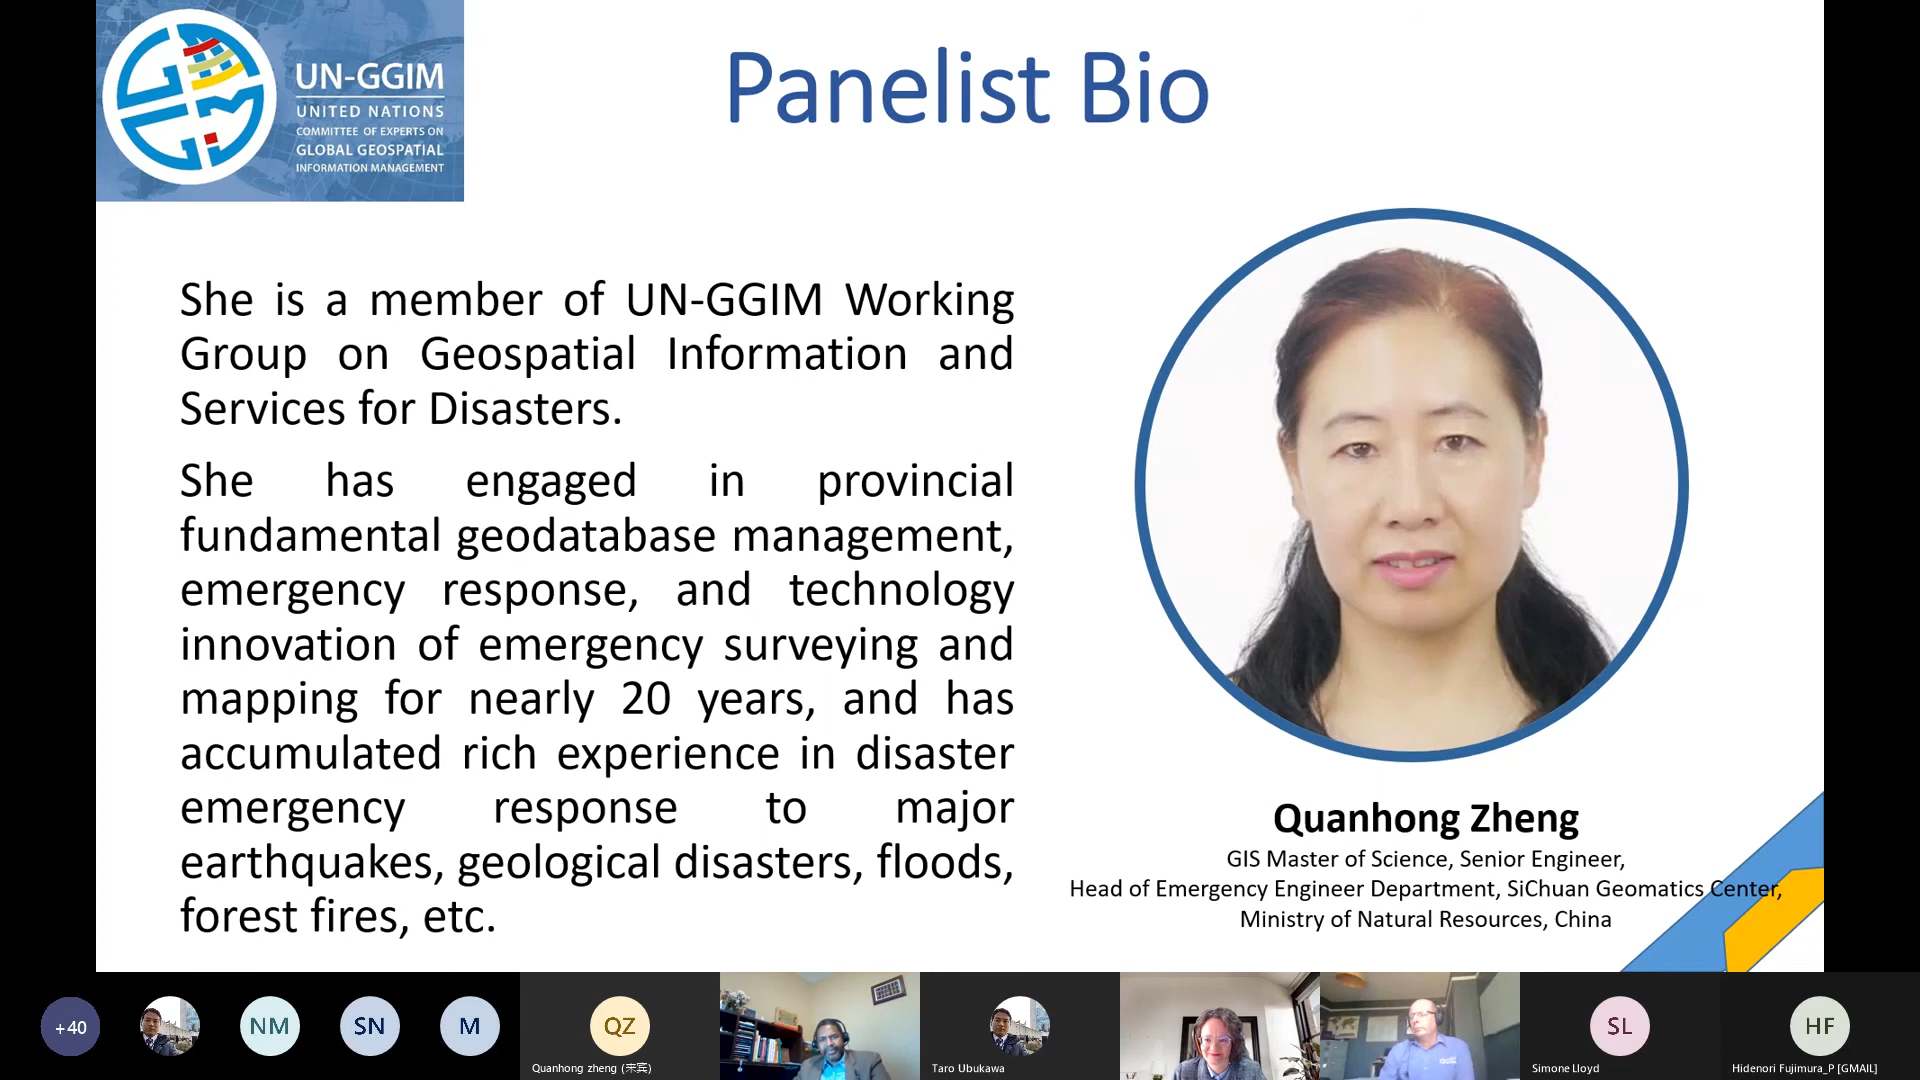 UN-GGIM
UNITED NATIONS
COMMITTEE OF EXPERTS ON
GLOBAL GEOSPATIAL
INFORMATION MANAGEMENT
Panelist Bio
She is a member of UN-GGIM Working
Group on Geospatial Information and
Services for Disasters.
She has engaged in provincial
fundamental geodatabase management,
emergency response, and technology
innovation of emergency surveying and
mapping for nearly 20 years, and has
accumulated rich experience in disaster
emergency response to major
earthquakes, geological disasters, floods,
forest fires, etc.
Quanhong Zheng
GIS Master of Science, Senior Engineer,
Head of Emergency Engineer Department, SiChuan Geomatics Center,
Ministry of Natural Resources, China
+40
NM
SN
M
QZ
SL
HF
Quanhong zheng (来宾)
Taro Ubukawa
Simone Lloyd
Hidenori Fujimura_P [GMAIL]